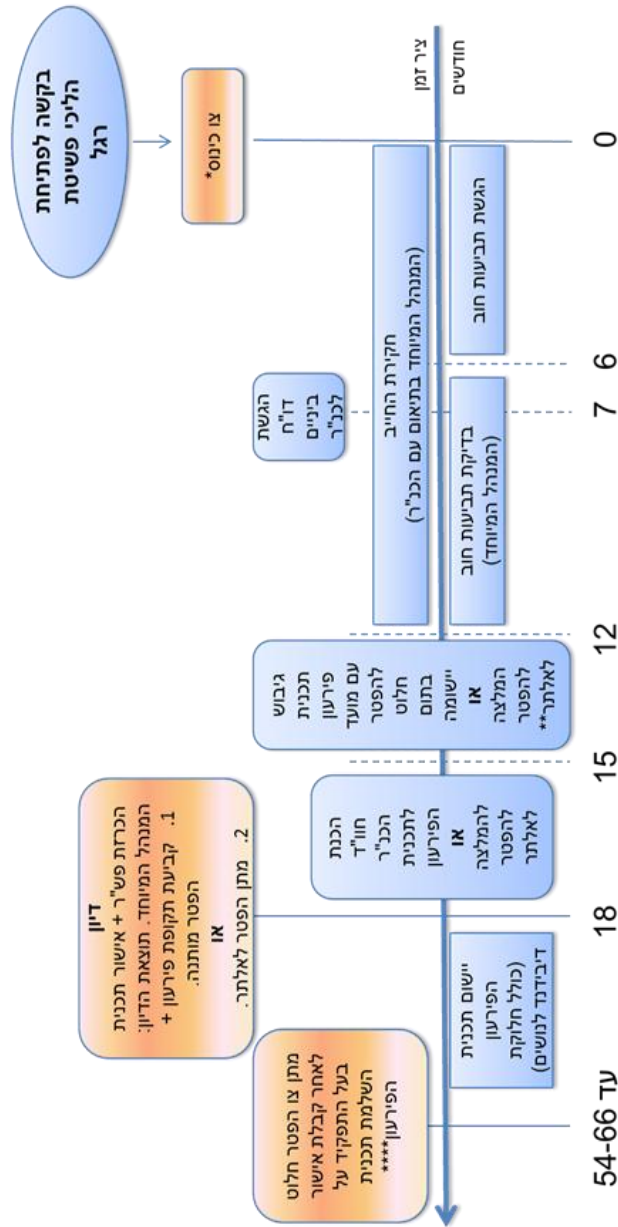 בקשה לפתיחת
הליכי פשיטת
רגל
צו כינוס*
ציר זמן
חודשים
0
6
7
12
15
18
עד 54-66
חקירת החייב
(המנהל המיוחד בתיאום עם הכנ"ר)
הגשת תביעות חוב
הגשת
דו"ח
ביניים
לכנ"ר
בדיקת תביעות חוב
(המנהל המיוחד)
גיבוש
תכנית
פירעון
עם מועד
להפטר
חלוט
בתום
יישומה
או
המלצה
להפטר
לאלתר**
הכנת
חוו"ד
הכנ"ר
לתכנית
הפירעון
או
להמלצה
להפטר
לאלתר
דיון
הכרזת פש"ר + אישור תכנית
המנהל המיוחד. תוצאת הדיון:
1. קביעת תקופת פירעון +
הפטר מותנה.
או
2. מתן הפטר לאלתר.
יישום תכנית
הפירעון
(כולל חלוקת
דיבידנד לנושים)
מתן צו הפטר חלוט
לאחר קבלת אישור
בעל התפקיד על
השלמת תכנית
הפירעון****